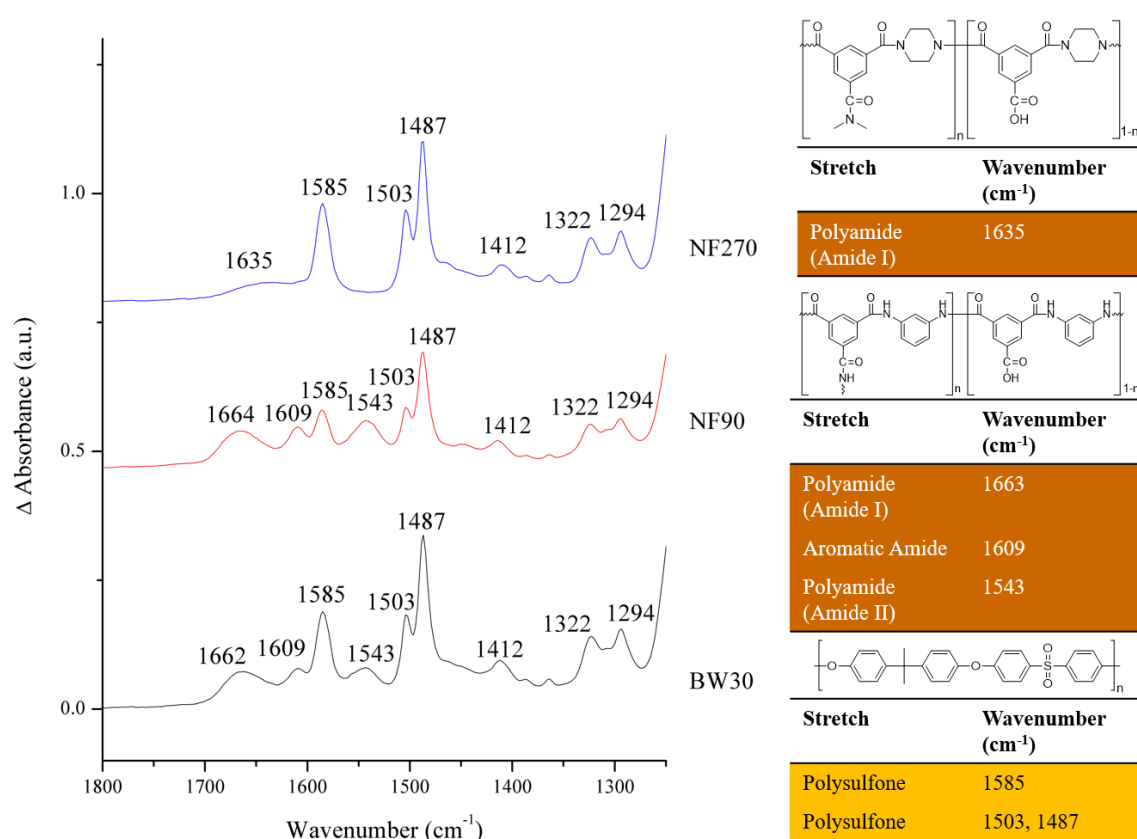 1.0
0.5
0.0
Δ Absorbance (a.u.)
1800
1700
1600
1500
1400
1300
Wavenumber (cm-1)
1635
1585
1503
1487
1412
1322
1294
NF270
1664
1609
1585
1543
1503
1487
1412
1322
1294
NF90
1662
1609
1585
1543
1503
1487
1412
1322
1294
BW30
O
O
N
N
O
O
N
N
C=O
N
C=O
OH
n
1-n
Stretch Wavenumber
(cm-1)
Polyamide 1635
(Amide I)
O
O
H
N
H
N
O
O
H
N
H
N
C=O
NH
C=O
OH
n
1-n
Stretch Wavenumber
(cm-1)
Polyamide 1663
(Amide I)
Aromatic Amide 1609
Polyamide 1543
(Amide II)
O
O
O
S
O
n
Stretch Wavenumber
(cm-1)
Polysulfone 1585
Polysulfone 1503, 1487